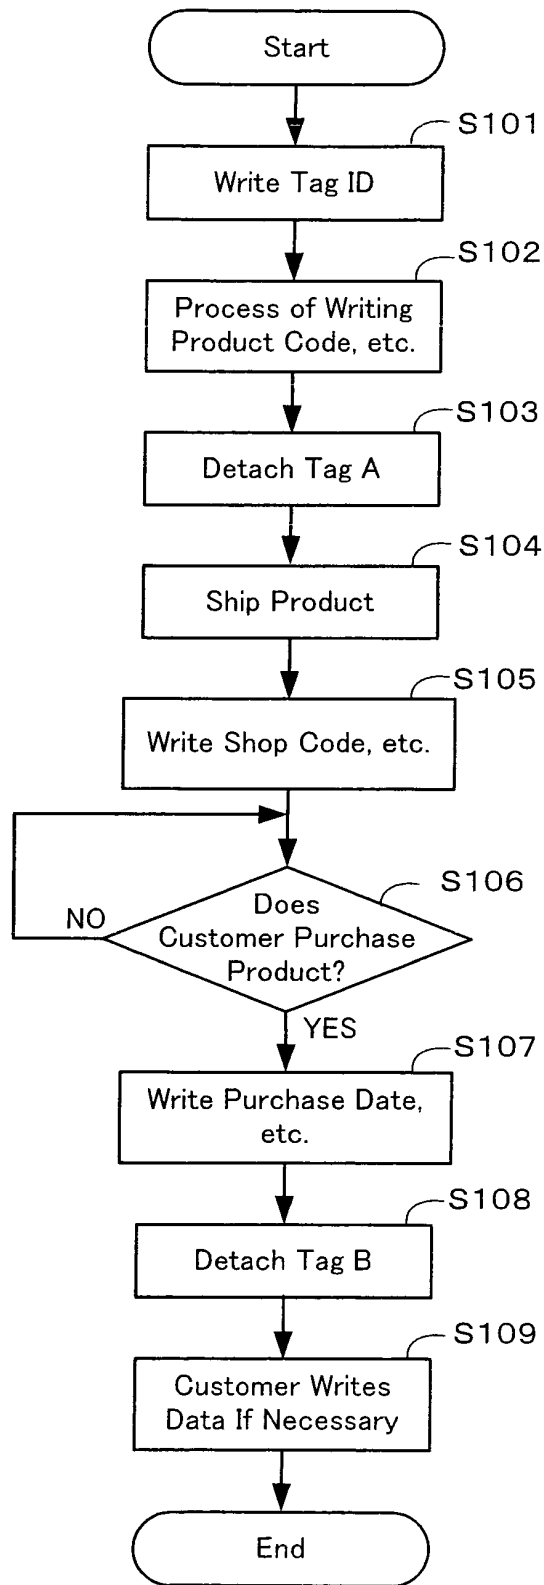 Start
S101
Write Tag ID
S102
Process of Writing
Product Code, etc.
S103
Detach Tag A
S104
Ship Product
S105
Write Shop Code, etc.
S106
Does
Customer Purchase
Product?
NO
YES
S107
Write Purchase Date,
etc.
S108
Detach Tag B
S109
Customer Writes
Data If Necessary
End